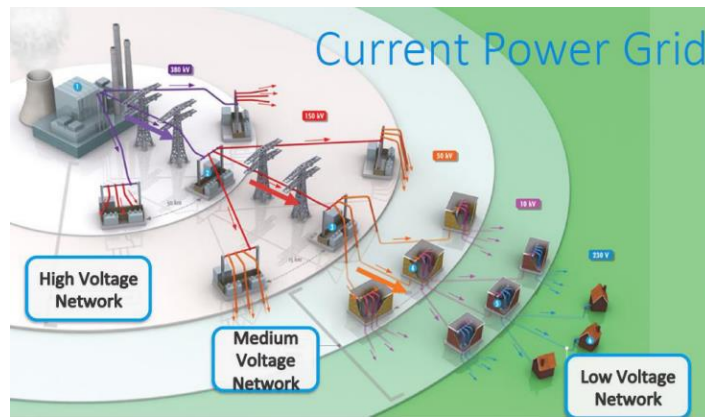 Current Power Grid
380 kV
150 kV
50 kV
10 kV
230 V
High Voltage
Network
Medium
Voltage
Network
Low Voltage
Network